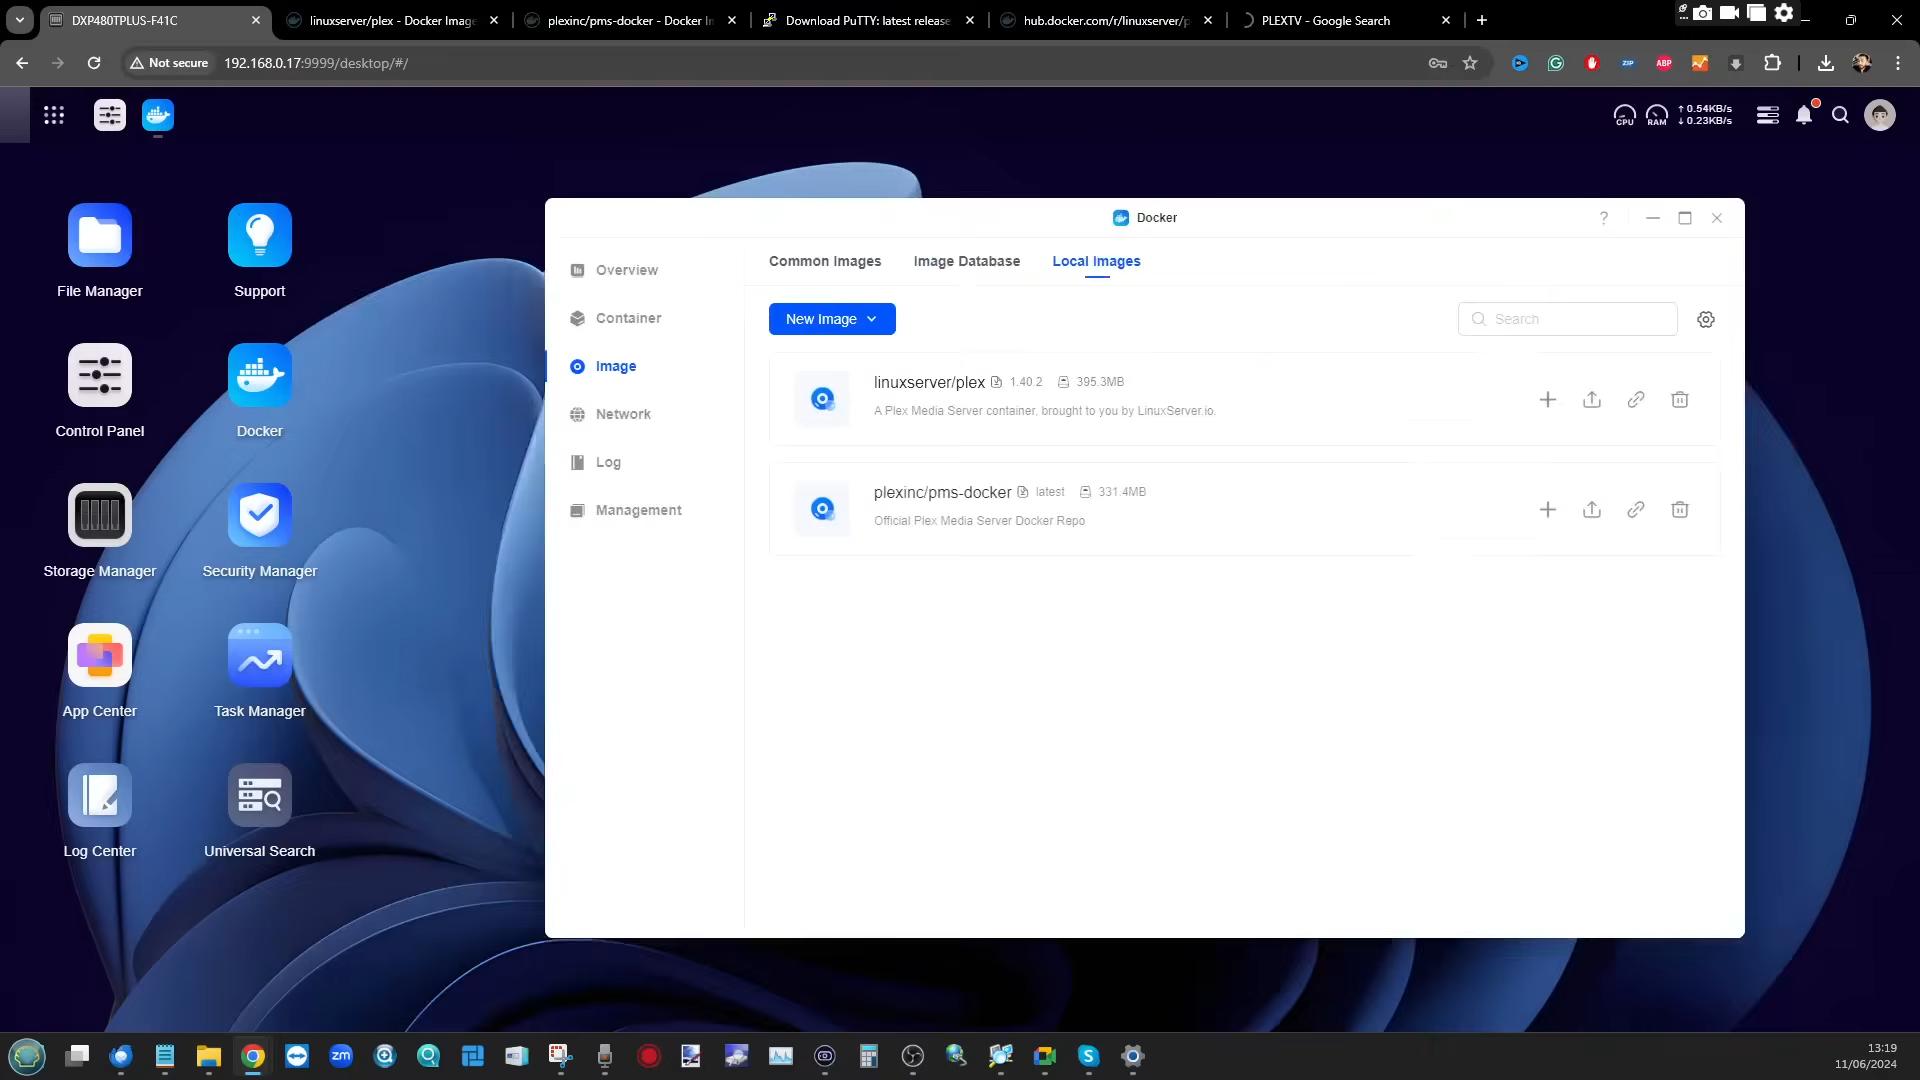 DXP480TPLUS-F41C
linuxserver/plex - Docker Image
plexinc/pms-docker - Docker In
Download PuTTY: latest release
hub.docker.com/r/linuxserver/p
PLEXTV - Google Search
Not secure
192.168.0.17:9999/desktop/#/
ZIP
ABP
CPU
RAM
↑ 0.54KB/s
↓ 0.23KB/s
File Manager
Support
Control Panel
Docker
Storage Manager
Security Manager
App Center
Task Manager
Log Center
Universal Search
Docker
?
Overview
Container
Image
Network
Log
Management
Common Images
Image Database
Local Images
New Image
Search
linuxserver/plex 1.40.2 395.3MB
A Plex Media Server container, brought to you by LinuxServer.io.
plexinc/pms-docker latest 331.4MB
Official Plex Media Server Docker Repo
zm
13:19
11/06/2024